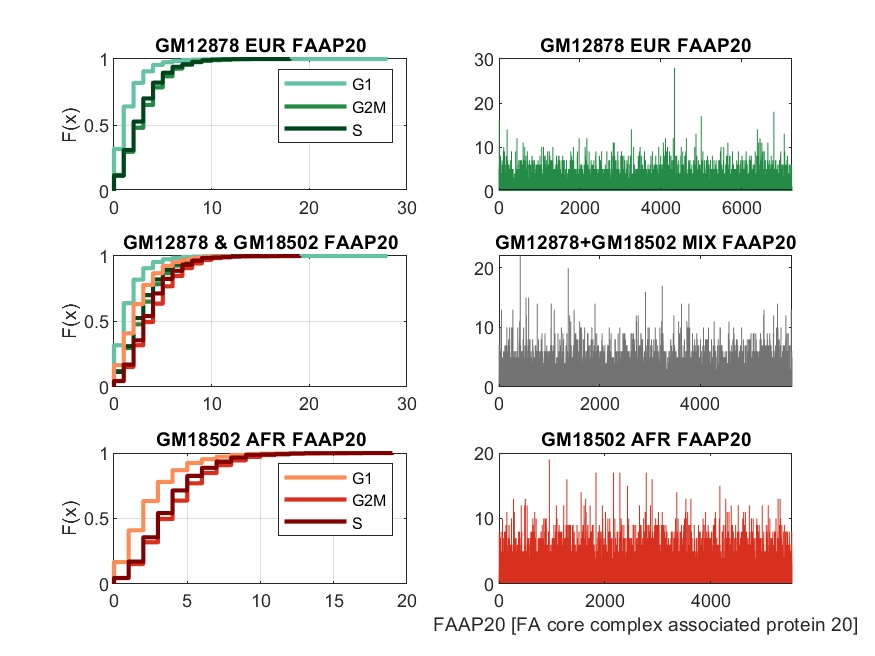 GM12878 EUR FAAP20
F(x)
1
0.5
0
0 10 20 30
G1
G2M
S
GM12878 EUR FAAP20
30
20
10
0
0 2000 4000 6000
GM12878 & GM18502 FAAP20
F(x)
1
0.5
0
0 10 20 30
GM12878+GM18502 MIX FAAP20
20
10
0
0 2000 4000
GM18502 AFR FAAP20
F(x)
1
0.5
0
0 5 10 15 20
G1
G2M
S
GM18502 AFR FAAP20
20
10
0
0 2000 4000
FAAP20 [FA core complex associated protein 20]